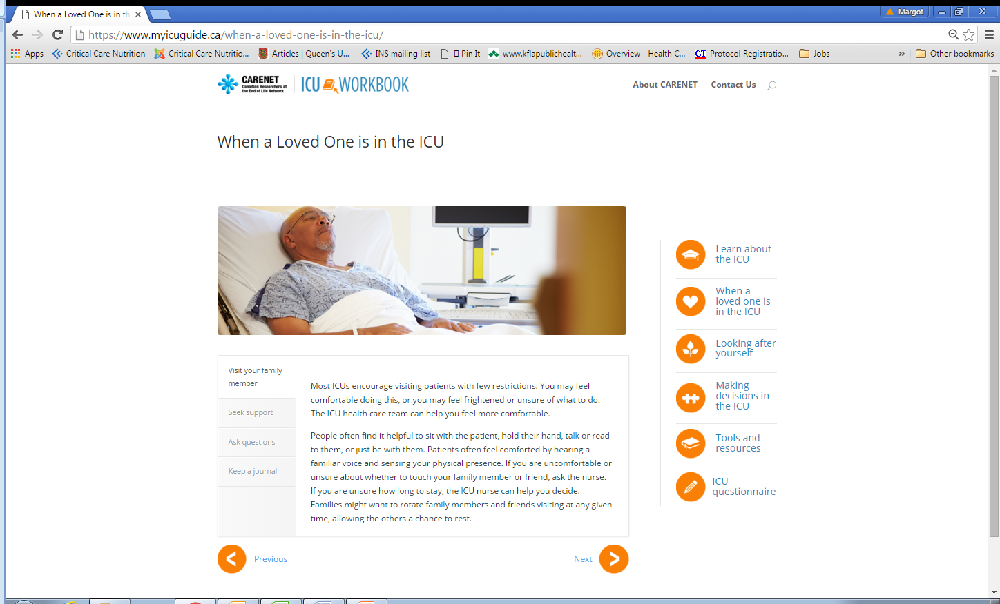 When a Loved One is in th
Margot
https://www.myicuguide.ca/when-a-loved-one-is-in-the-icu/
Apps
Critical Care Nutrition
Critical Care Nutritio...
Articles | Queen's U...
INS mailing list
Pin It
www.kflapublichealt...
Overview - Health C...
CT Protocol Registratio...
Jobs
»
Other bookmarks
CARENET
Canadian Researchers at
the End of Life Network
ICU WORKBOOK
About CARENET
Contact Us
When a Loved One is in the ICU
Visit your family
member
Seek support
Ask questions
Keep a journal
Most ICUs encourage visiting patients with few restrictions. You may feel
comfortable doing this, or you may feel frightened or unsure of what to do.
The ICU health care team can help you feel more comfortable.
People often find it helpful to sit with the patient, hold their hand, talk or read
to them, or just be with them. Patients often feel comforted by hearing a
familiar voice and sensing your physical presence. If you are uncomfortable or
unsure about whether to touch your family member or friend, ask the nurse.
If you are unsure how long to stay, the ICU nurse can help you decide.
Families might want to rotate family members and friends visiting at any given
time, allowing the others a chance to rest.
Previous
Next
Learn about
the ICU
When a
loved one is
in the ICU
Looking after
yourself
Making
decisions in
the ICU
Tools and
resources
ICU
questionnaire